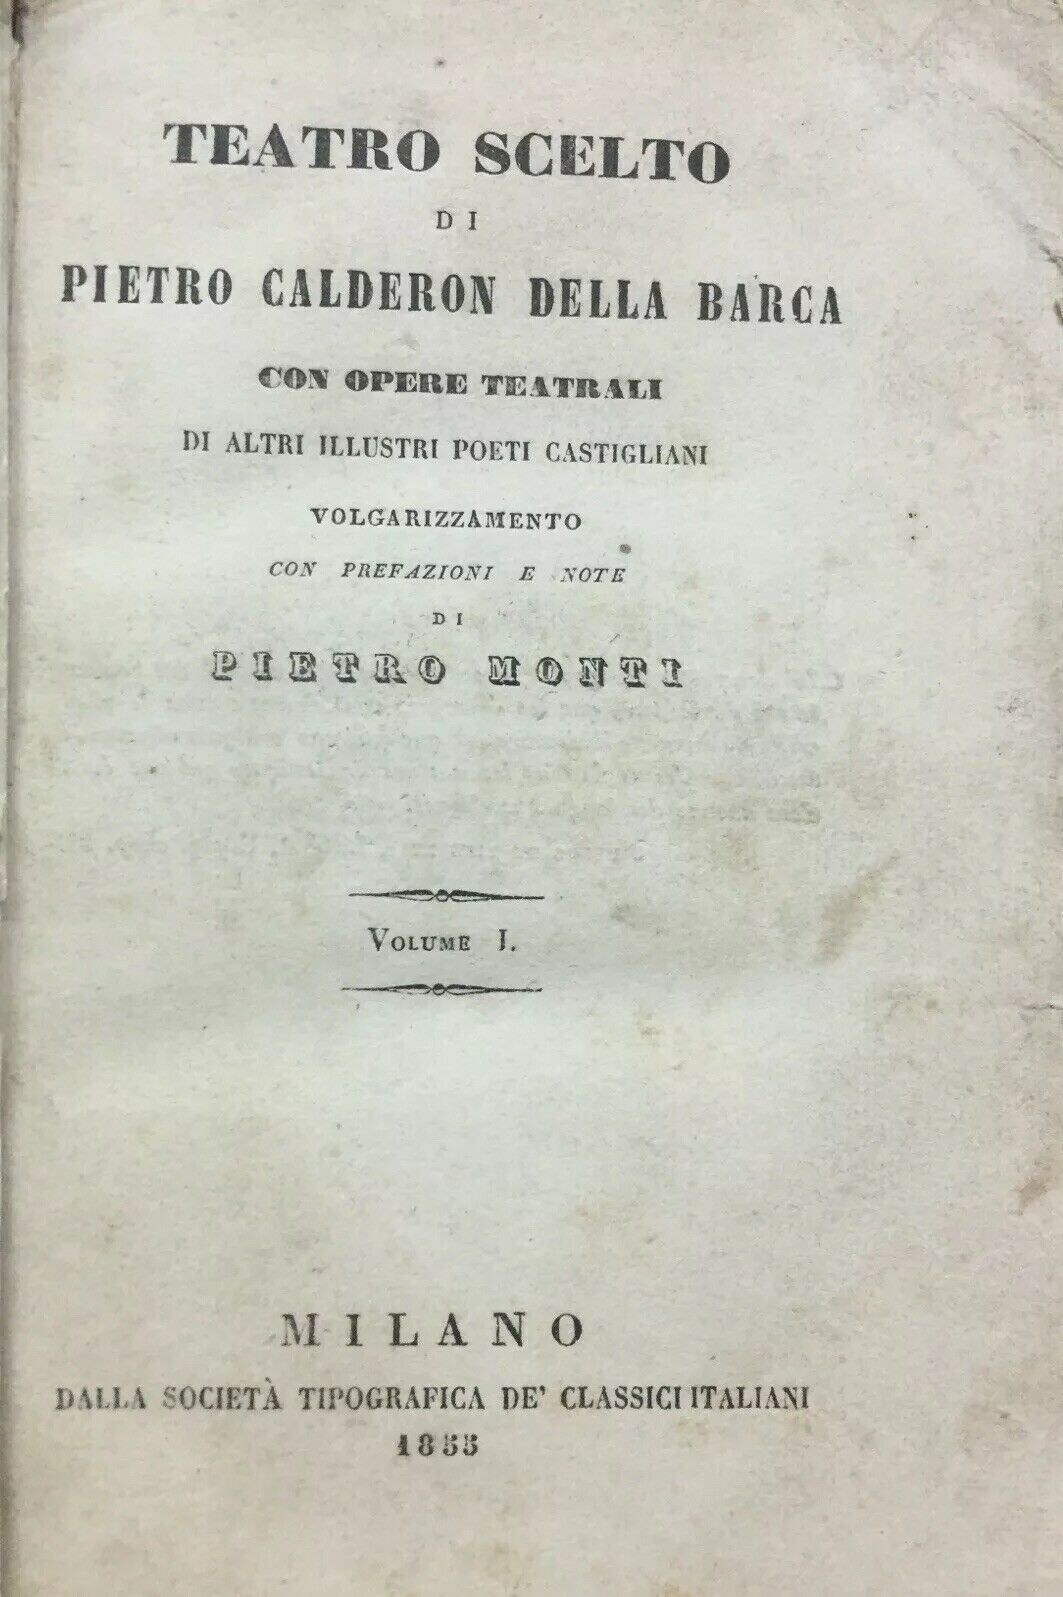 TEATRO SCELTO
DI
PIETRO CALDERON DELLA BARCA
CON OPERE TEATRALI
DI ALTRI ILLUSTRI POETI CASTIGLIANI
VOLGARIZZAMENTO
CON PREFAZIONI E NOTE
DI
PIETRO MONTI
VOLUME I.
MILANO
DALLA SOCIETÀ TIPOGRAFICA DE' CLASSICI ITALIANI
1855